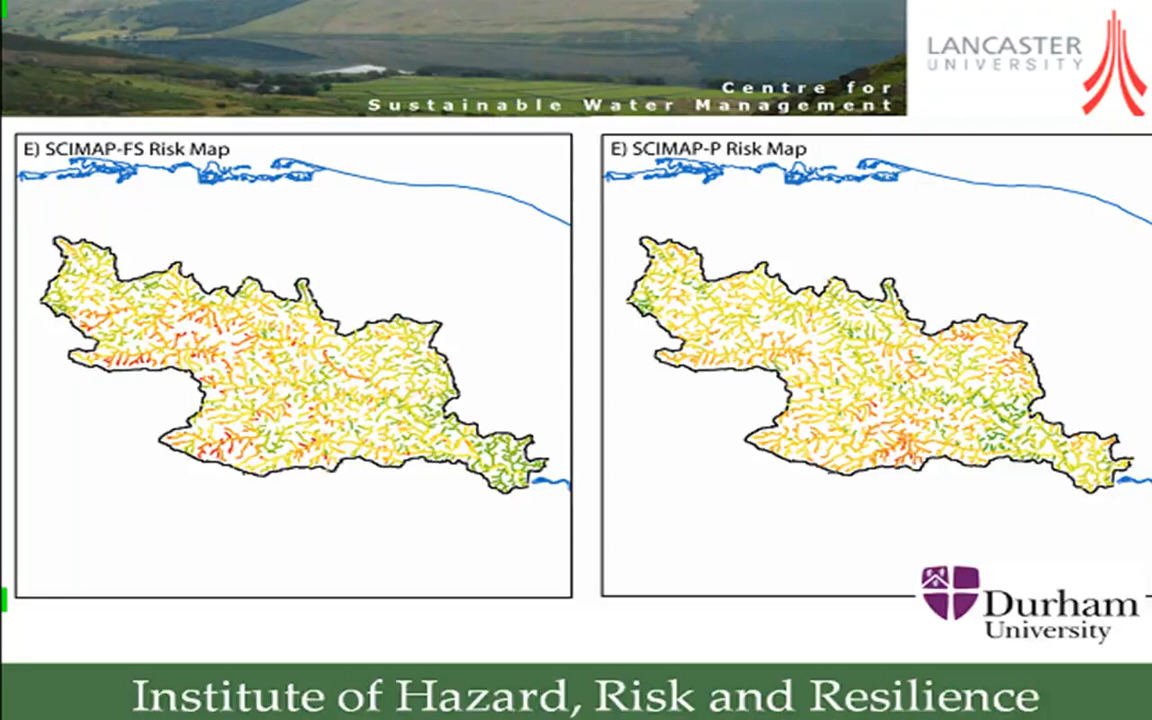 LANCASTER
UNIVERSITY
Centre for
Sustainable Water Management
E) SCIMAP-FS Risk Map
E) SCIMAP-P Risk Map
Durham
University
Institute of Hazard, Risk and Resilience